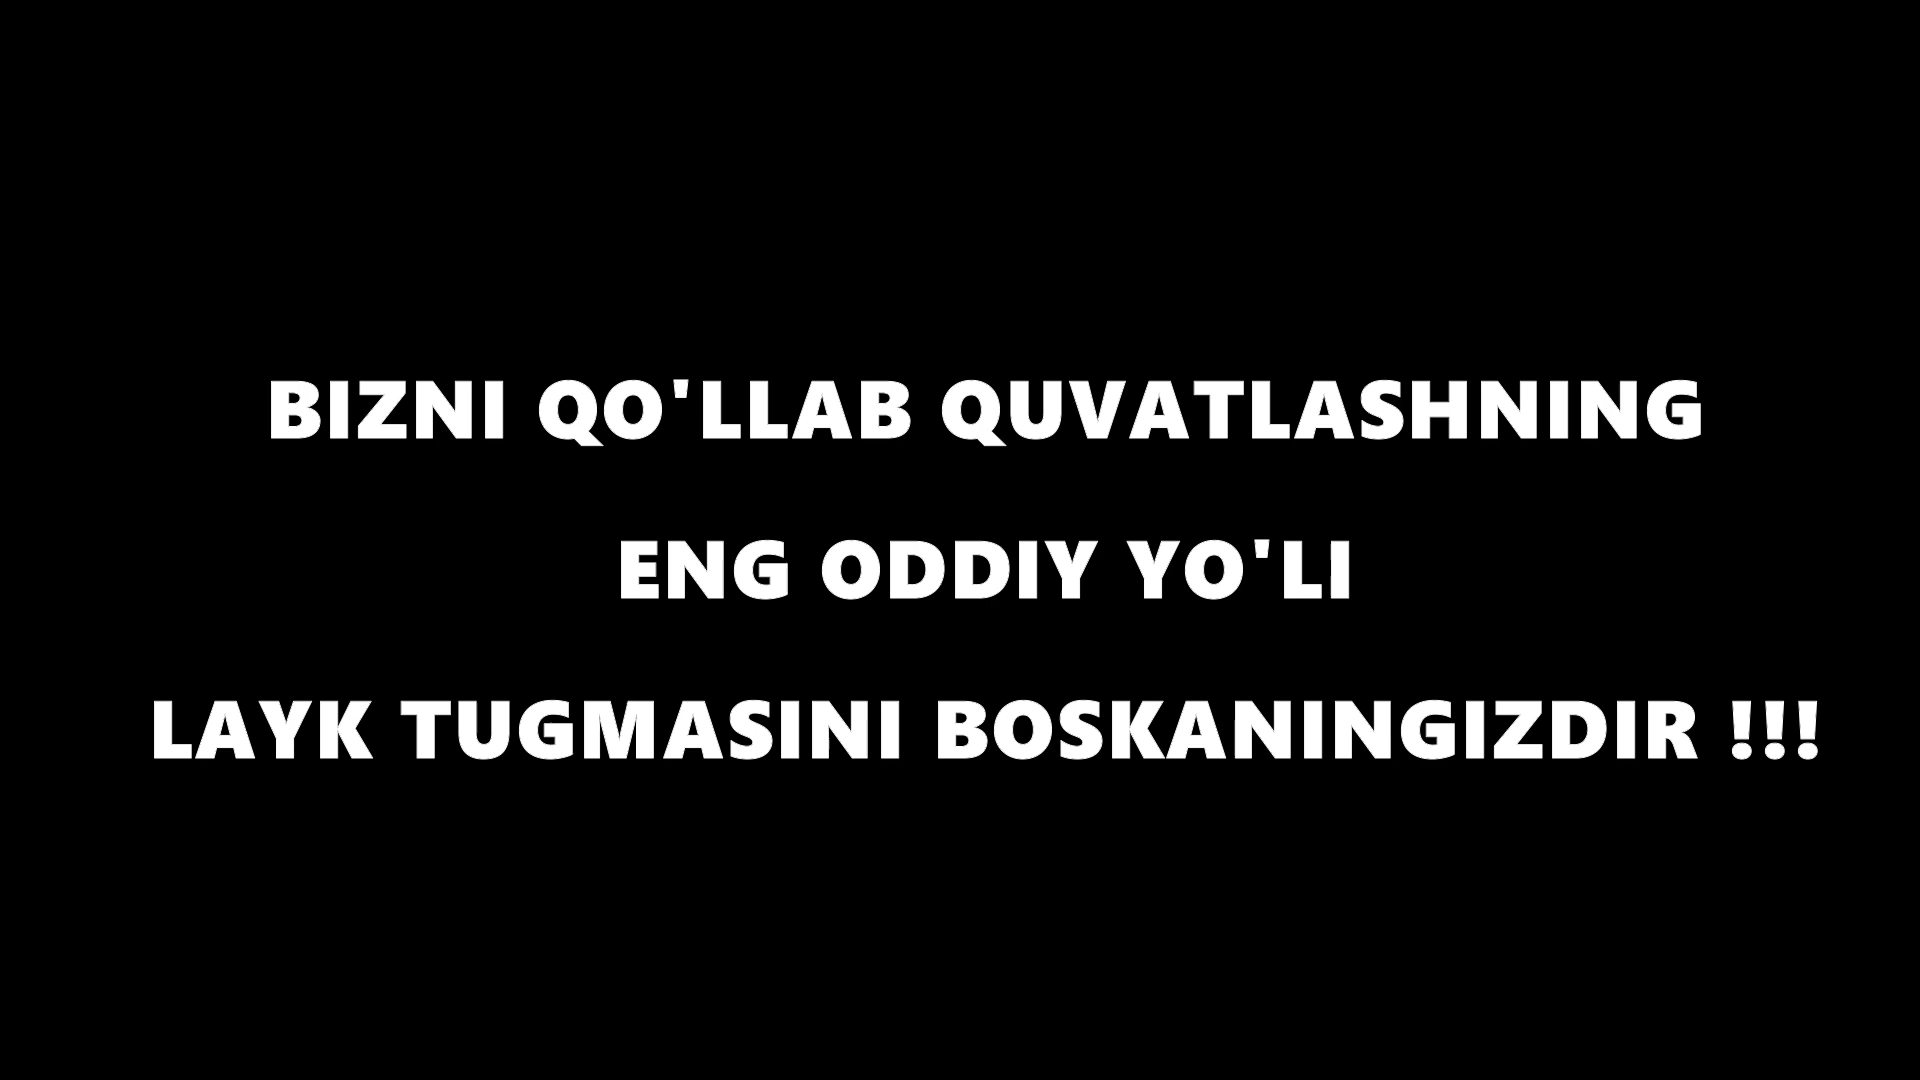 BIZNI QO'LLAB QUVATLASHNING
ENG ODDIY YO'LI
LAYK TUGMASINI BOSKANINGIZDIR !!!